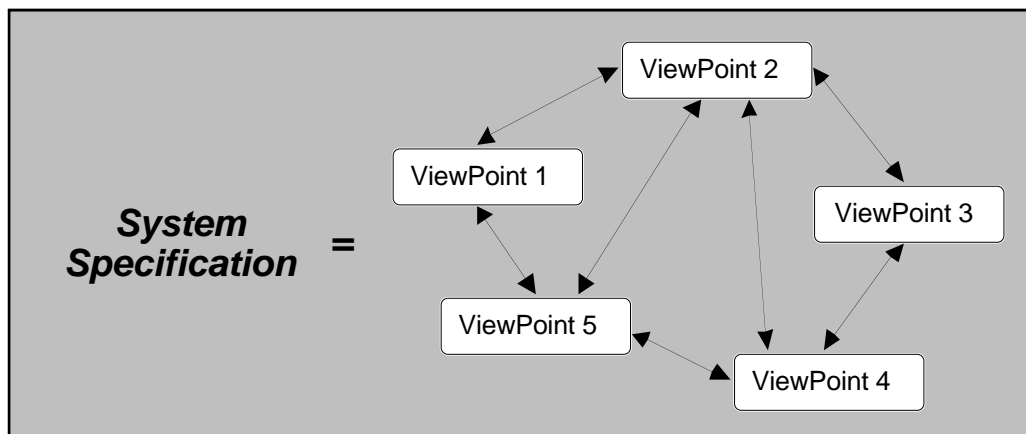 ViewPoint 2
ViewPoint 1
ViewPoint 3
System
Specification
=
ViewPoint 5
ViewPoint 4